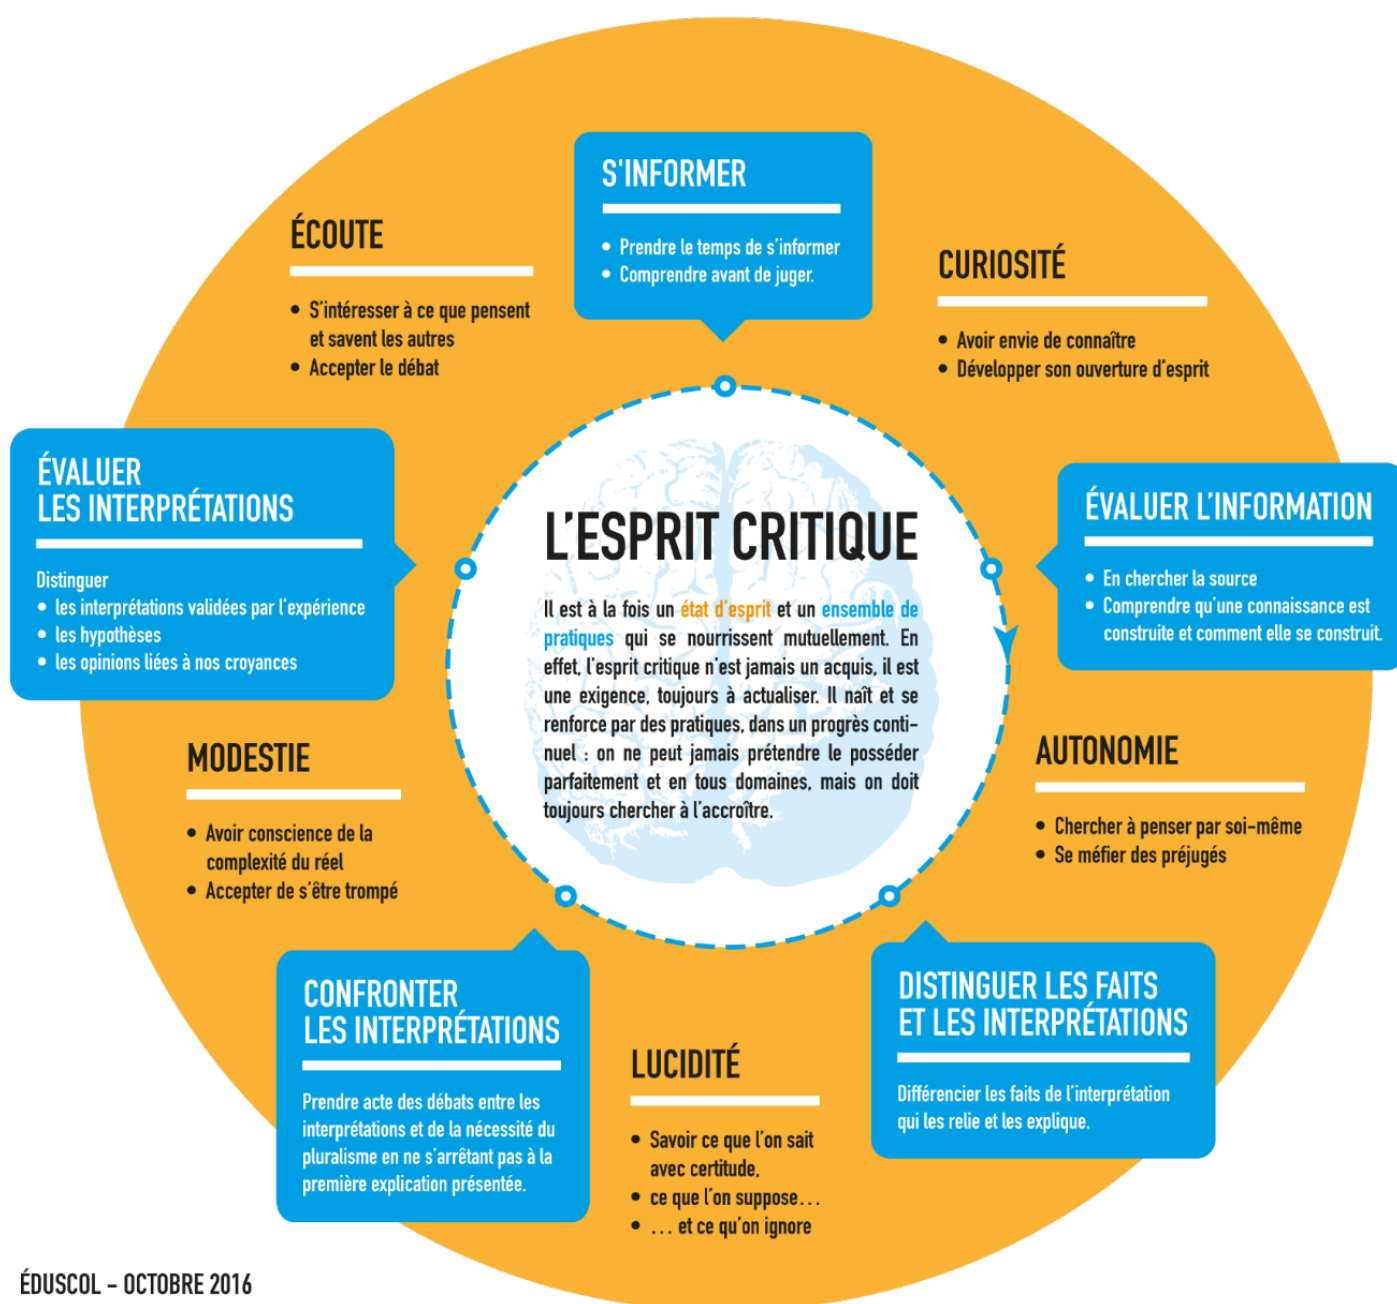 S'INFORMER
• Prendre le temps de s'informer
• Comprendre avant de juger.
ÉCOUTE
• S'intéresser à ce que pensent
et savent les autres
• Accepter le débat
CURIOSITÉ
• Avoir envie de connaître
• Développer son ouverture d'esprit
ÉVALUER
LES INTERPRÉTATIONS
Distinguer
• les interprétations validées par l'expérience
• les hypothèses
• les opinions liées à nos croyances
L'ESPRIT CRITIQUE
Il est à la fois un état d'esprit et un ensemble de
pratiques qui se nourrissent mutuellement. En
effet, l'esprit critique n'est jamais un acquis, il est
une exigence, toujours à actualiser. Il naît et se
renforce par des pratiques, dans un progrès conti-
nuel : on ne peut jamais prétendre le posséder
parfaitement et en tous domaines, mais on doit
toujours chercher à l'accroître.
ÉVALUER L'INFORMATION
• En chercher la source
• Comprendre qu'une connaissance est
construite et comment elle se construit.
MODESTIE
• Avoir conscience de la
complexité du réel
• Accepter de s'être trompé
AUTONOMIE
• Chercher à penser par soi-même
• Se méfier des préjugés
CONFRONTER
LES INTERPRÉTATIONS
Prendre acte des débats entre les
interprétations et de la nécessité du
pluralisme en ne s'arrêtant pas à la
première explication présentée.
LUCIDITÉ
• Savoir ce que l'on sait
avec certitude,
• ce que l'on suppose...
• ... et ce qu'on ignore
DISTINGUER LES FAITS
ET LES INTERPRÉTATIONS
Différencier les faits de l'interprétation
qui les relie et les explique.
ÉDUSCOL – OCTOBRE 2016